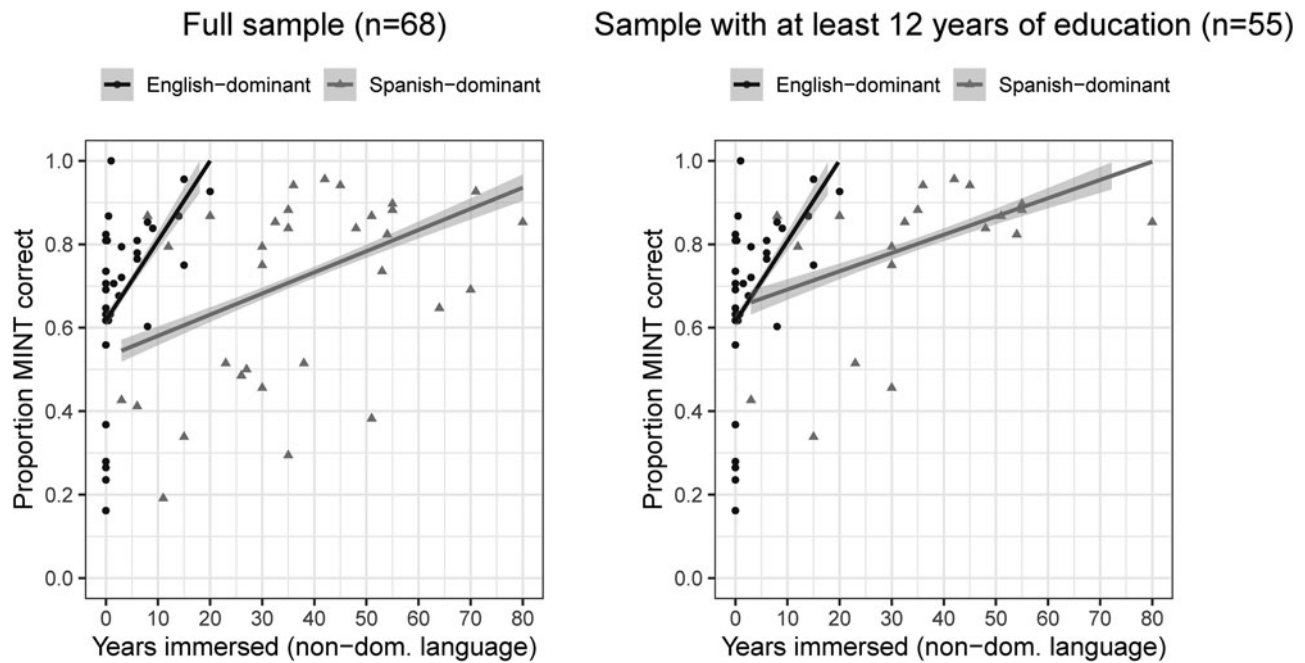 Full sample (n=68)
English−dominant Spanish−dominant
Proportion MINT correct
1.0
0.8
0.6
0.4
0.2
0.0
0 10 20 30 40 50 60 70 80
Years immersed (non−dom. language)
Sample with at least 12 years of education (n=55)
English−dominant Spanish−dominant
Proportion MINT correct
1.0
0.8
0.6
0.4
0.2
0.0
0 10 20 30 40 50 60 70 80
Years immersed (non−dom. language)